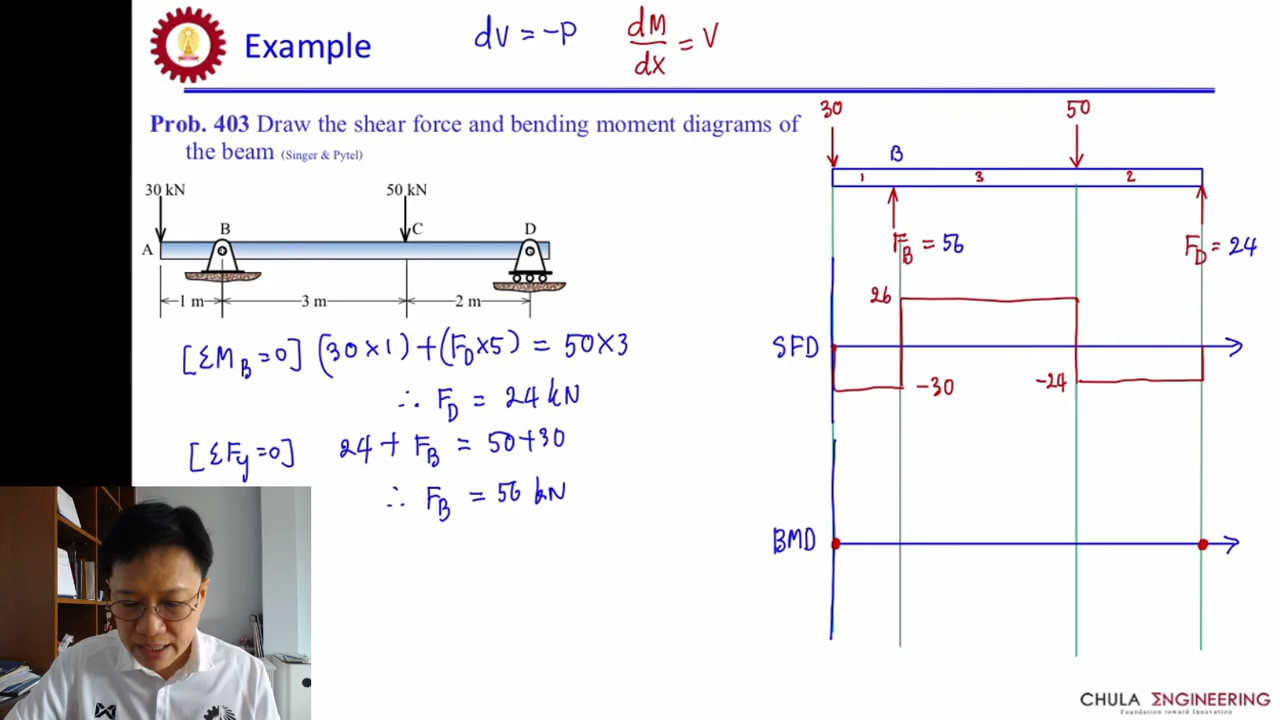 Example
dV = -P
dM/dx = V
Prob. 403 Draw the shear force and bending moment diagrams of
the beam (Singer & Pytel)
30 kN
50 kN
A
B
C
D
1 m
3 m
2 m
[ΣM_B = 0] (30 × 1) + (F_D × 5) = 50 × 3
∴ F_D = 24 kN
[ΣF_y = 0] 24 + F_B = 50 + 30
∴ F_B = 56 kN
30
50
B
1
3
2
F_B = 56
F_D = 24
26
SFD
-30
-24
BMD
CHULA ΣNGINEERING
Foundation toward Innovation